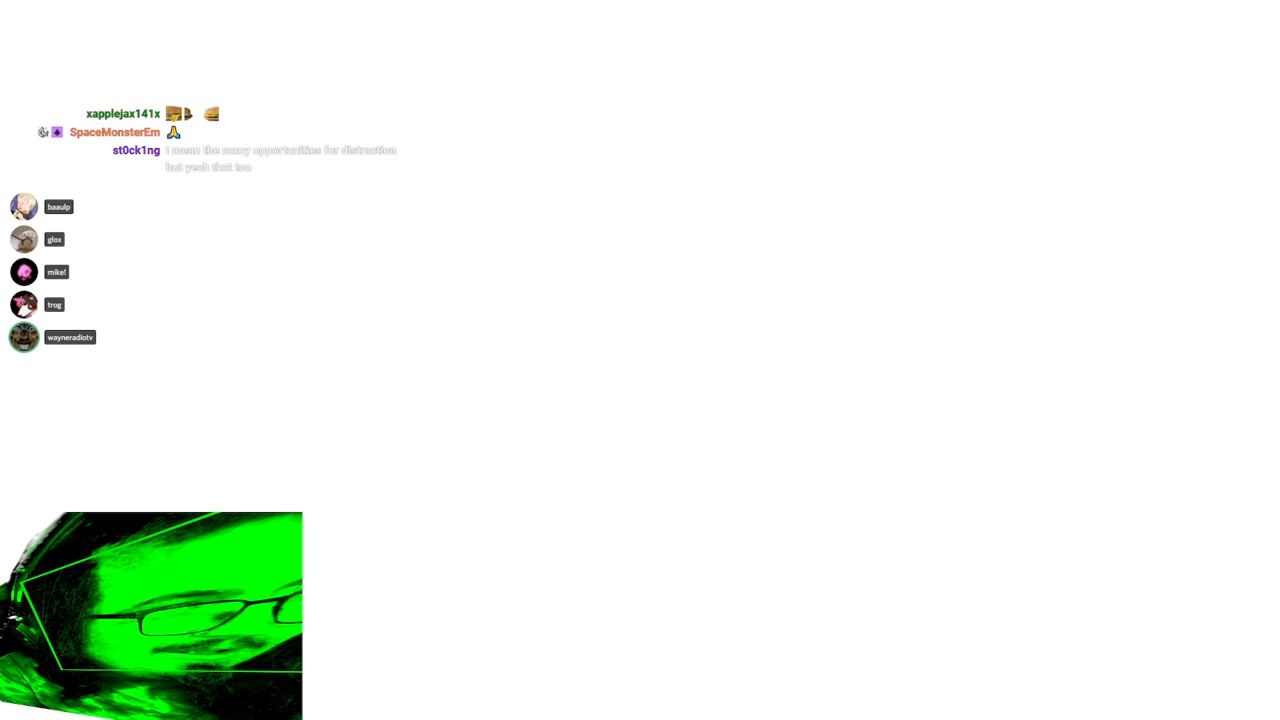 xapplejax141x
SpaceMonsterEm
st0ck1ng I mean the many opportunities for distraction
but yeah that too
baaulp
glox
mike!
trog
wayneradiotv